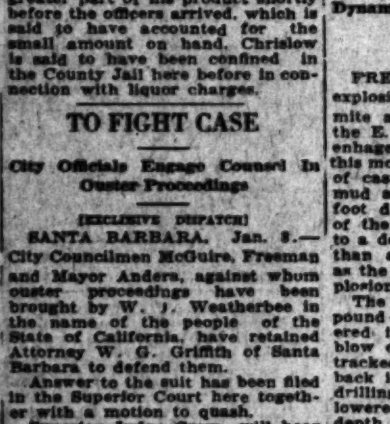 before the officers arrived, which is
said to have accounted for the
small amount on hand. Chrislow
is said to have been confined in
the County Jail here before in con-
nection with liquor charges.
TO FIGHT CASE
City Officials Engage Counsel In
Ouster Proceedings
[EXCLUSIVE DISPATCH]
SANTA BARBARA, Jan. 8.—
City Councilmen McGuire, Freeman
and Mayor Andera, against whom
ouster proceedings have been
brought by W. J. Weatherbee in
the name of the people of the
State of California, have retained
Attorney W. G. Griffith of Santa
Barbara to defend them.
Answer to the suit has been filed
in the Superior Court here togeth-
er with a motion to quash.
Dynam
FRE
explosi
mite a
the E
enhage
this mo
of cas
mud
foot d
of the
to a de
than
as the
plosion
The
pound
ered
blow
tracke
back i
drilling
lowere
depth